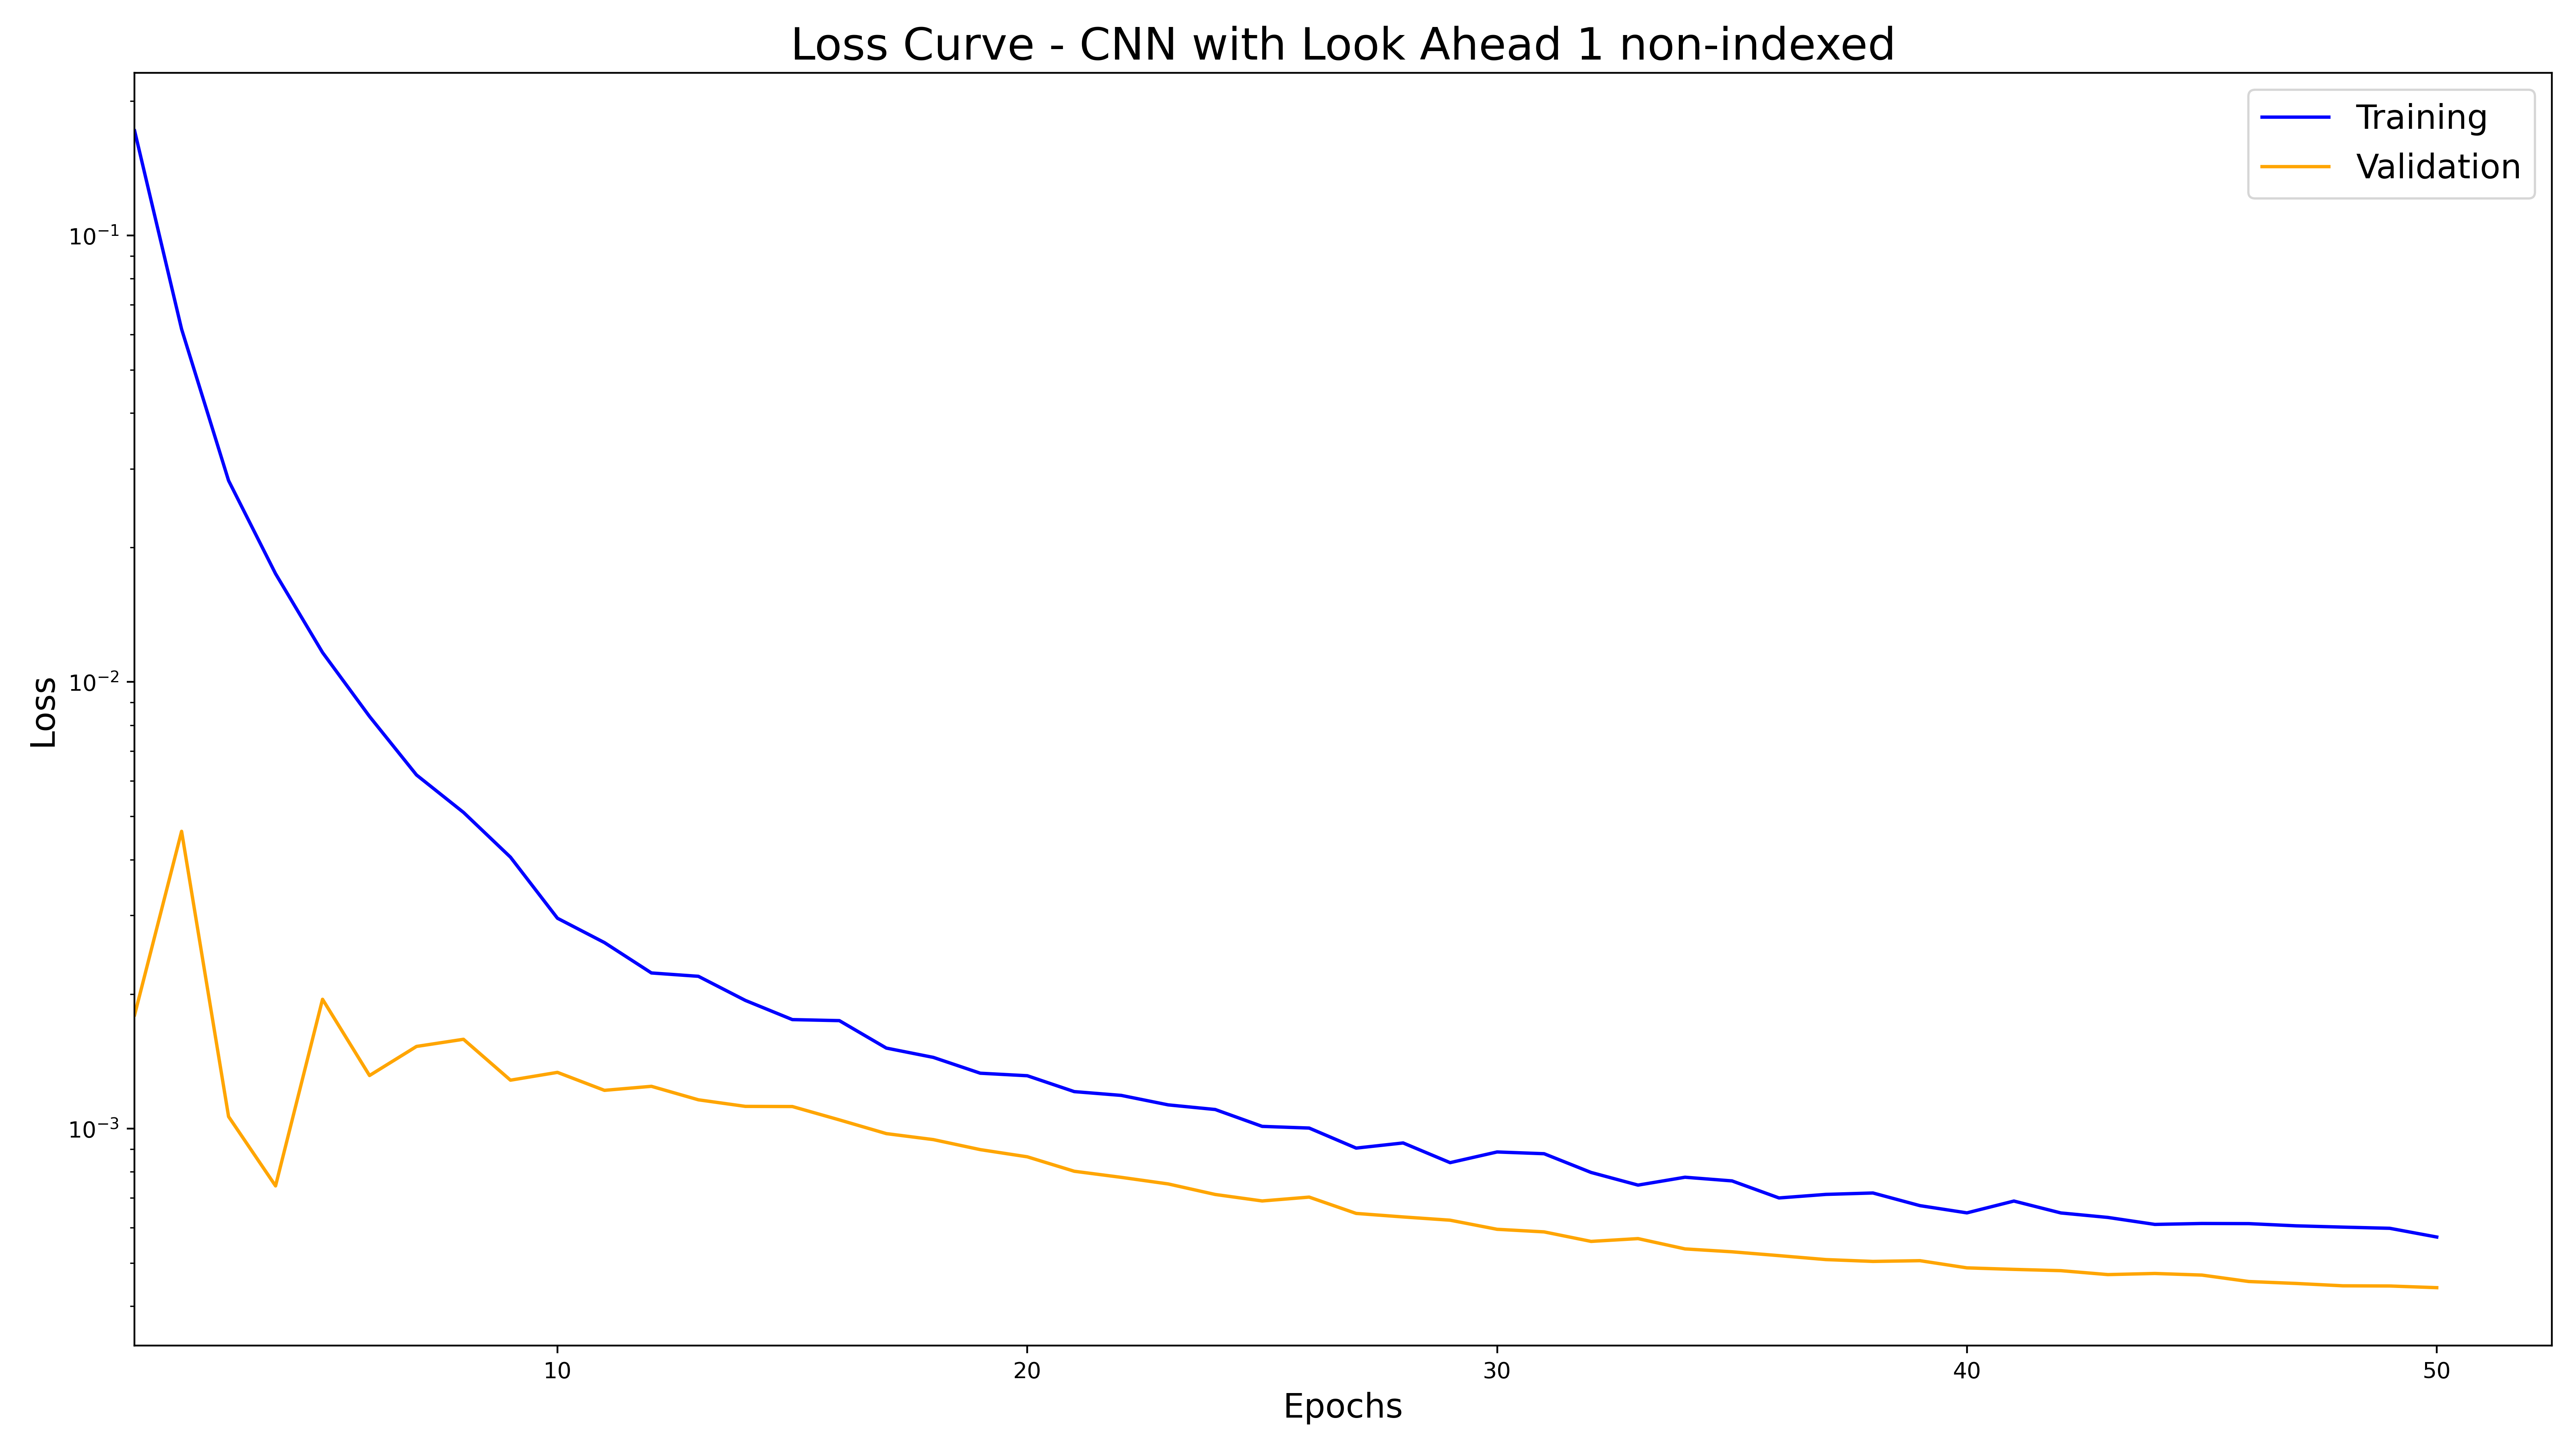 Loss Curve - CNN with Look Ahead 1 non-indexed
Training
Validation
10⁻¹
10⁻²
10⁻³
Loss
10 20 30 40 50
Epochs